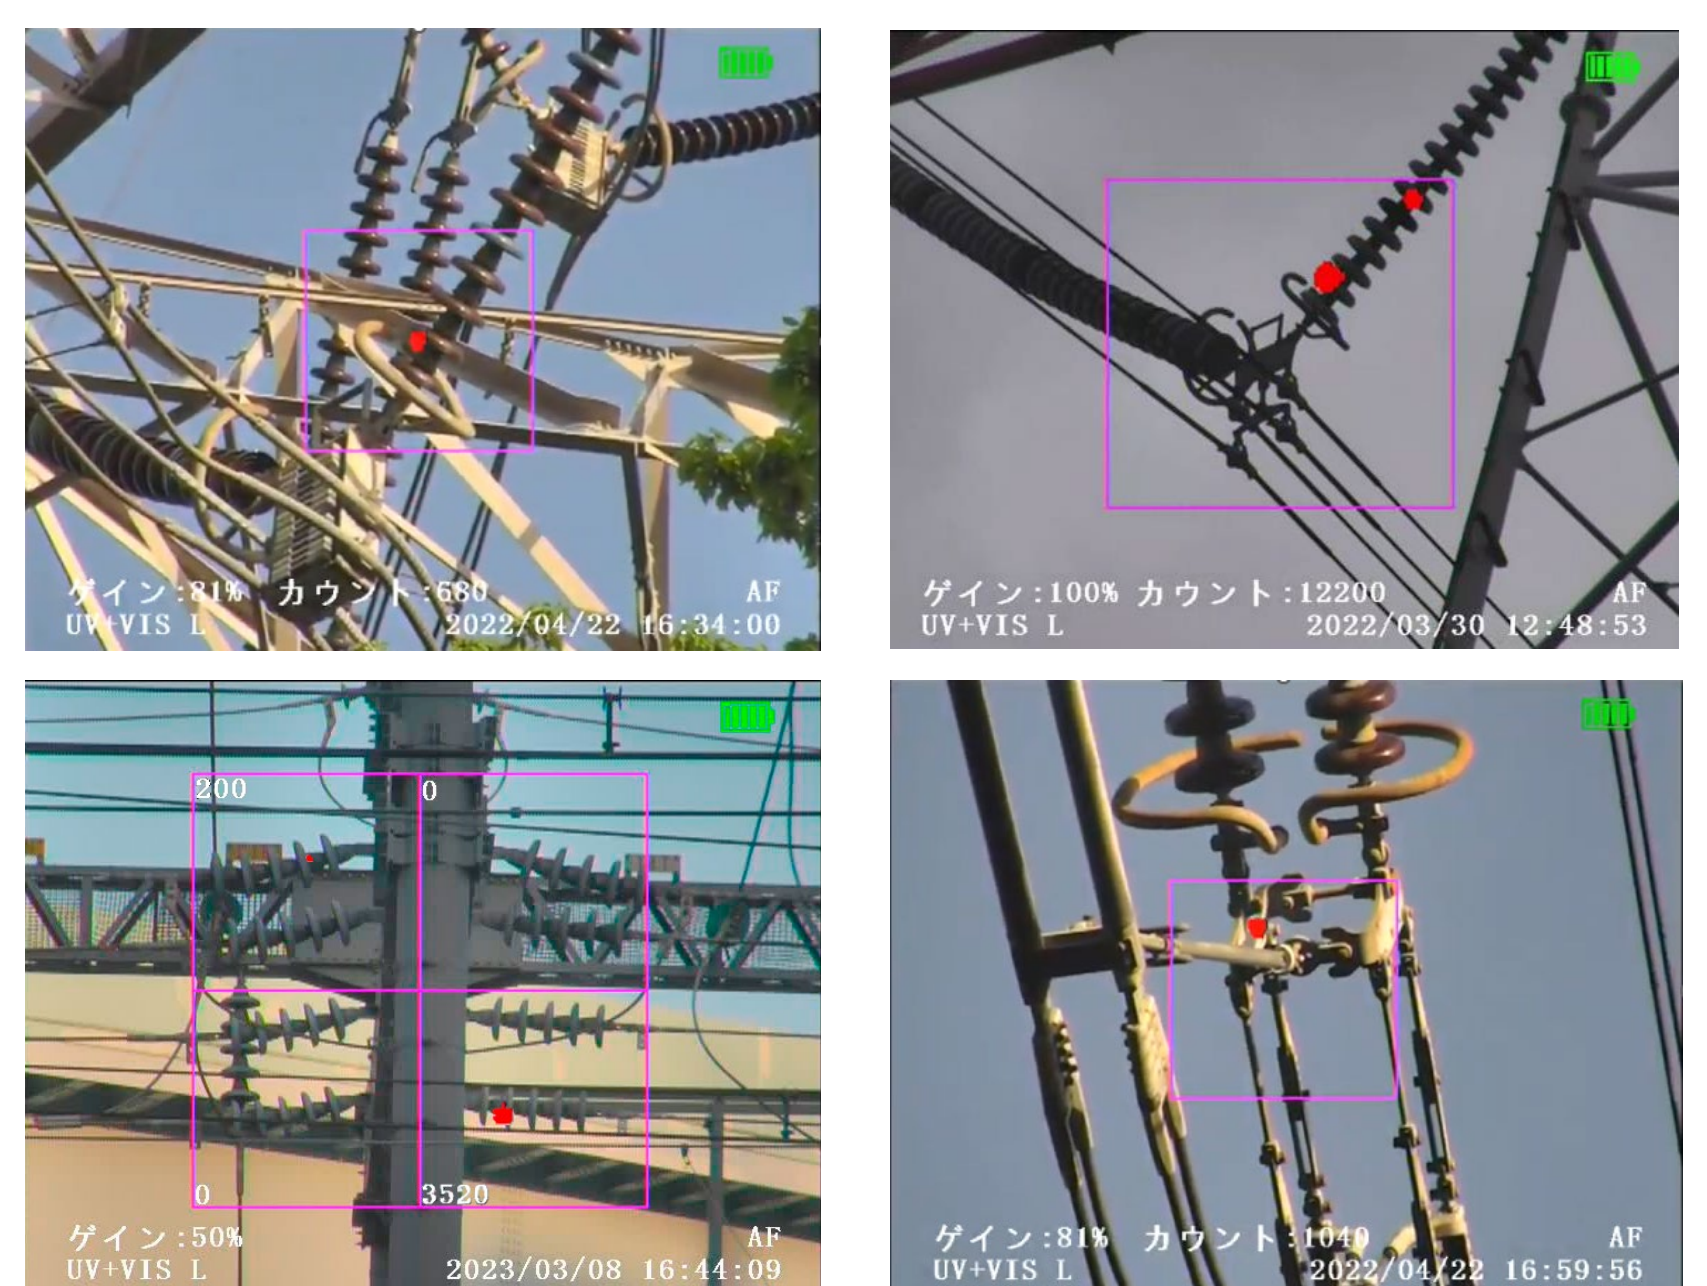 ゲイン:81% カウント:680 AF
UV+VIS L 2022/04/22 16:34:00
ゲイン:100% カウント:12200 AF
UV+VIS L 2022/03/30 12:48:53
200 0
0 3520
ゲイン:50% AF
UV+VIS L 2023/03/08 16:44:09
ゲイン:81% カウント:1040 AF
UV+VIS L 2022/04/22 16:59:56